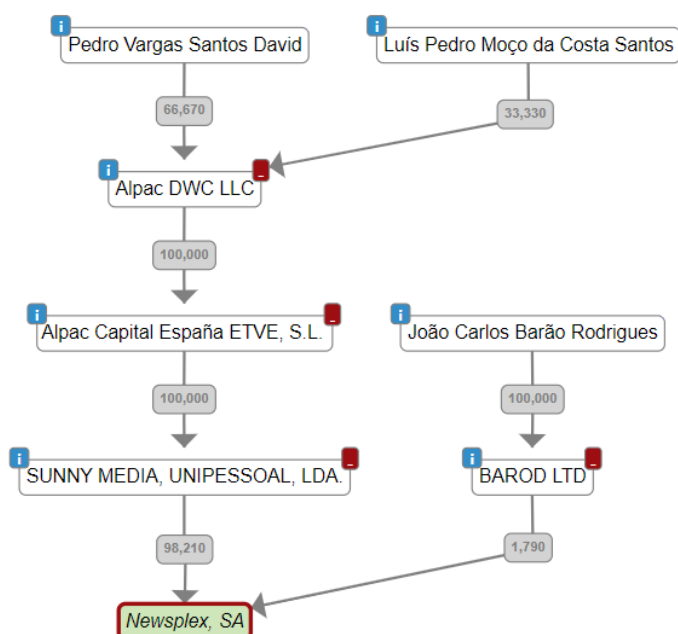 i
i
Pedro Vargas Santos David
Luís Pedro Moço da Costa Santos
66,670
33,330
i
-
Alpac DWC LLC
100,000
i
-
i
Alpac Capital España ETVE, S.L.
João Carlos Barão Rodrigues
100,000
100,000
i
-
i
-
SUNNY MEDIA, UNIPESSOAL, LDA.
BAROD LTD
98,210
1,790
Newsplex, SA